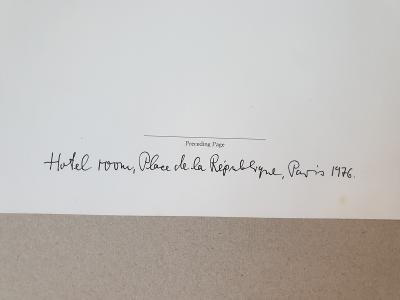 Preceding Page
Hotel room, Place de la République, Paris 1976.